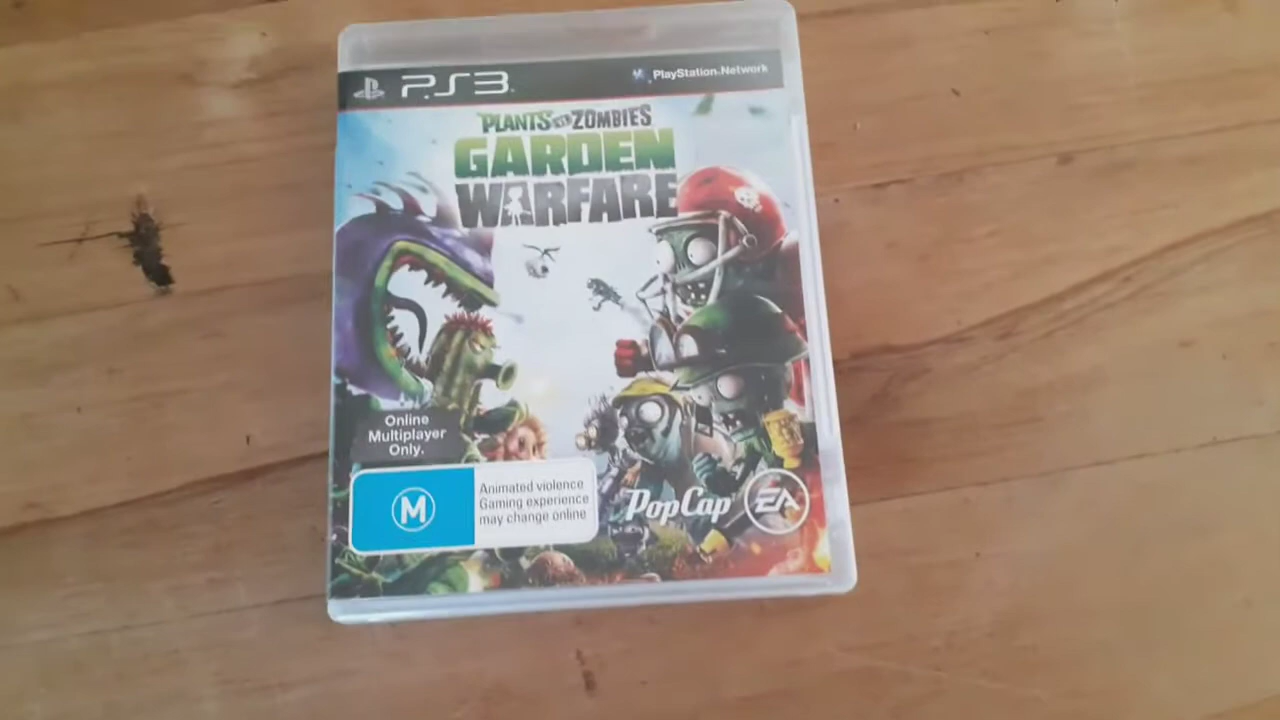 PS3
PlayStation Network
PLANTS VS ZOMBIES
GARDEN
WARFARE
Online
Multiplayer
Only.
M
Animated violence
Gaming experience
may change online
PopCap
EA